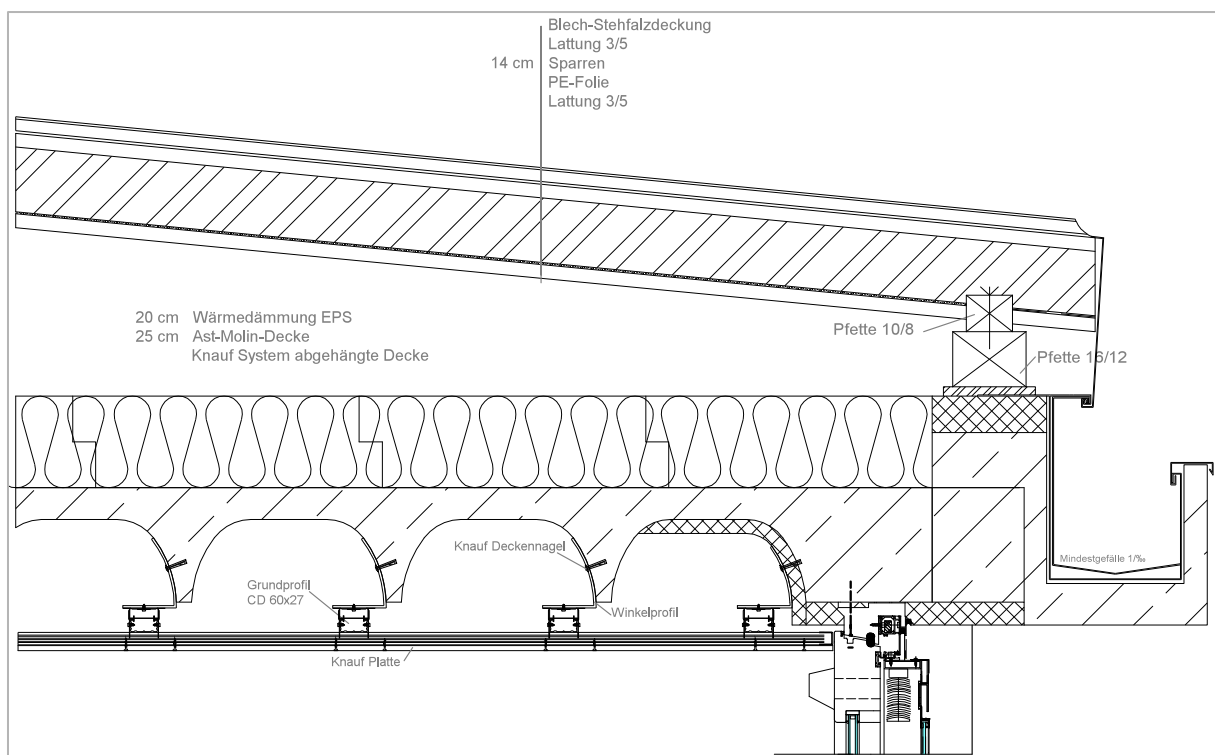 Blech-Stehfalzdeckung
Lattung 3/5
14 cm Sparren
PE-Folie
Lattung 3/5
20 cm Wärmedämmung EPS
25 cm Ast-Molin-Decke
Knauf System abgehängte Decke
Pfette 10/8
Pfette 16/12
Knauf Deckennagel
Mindestgefälle 1/‰
Grundprofil
CD 60x27
Winkelprofil
Knauf Platte